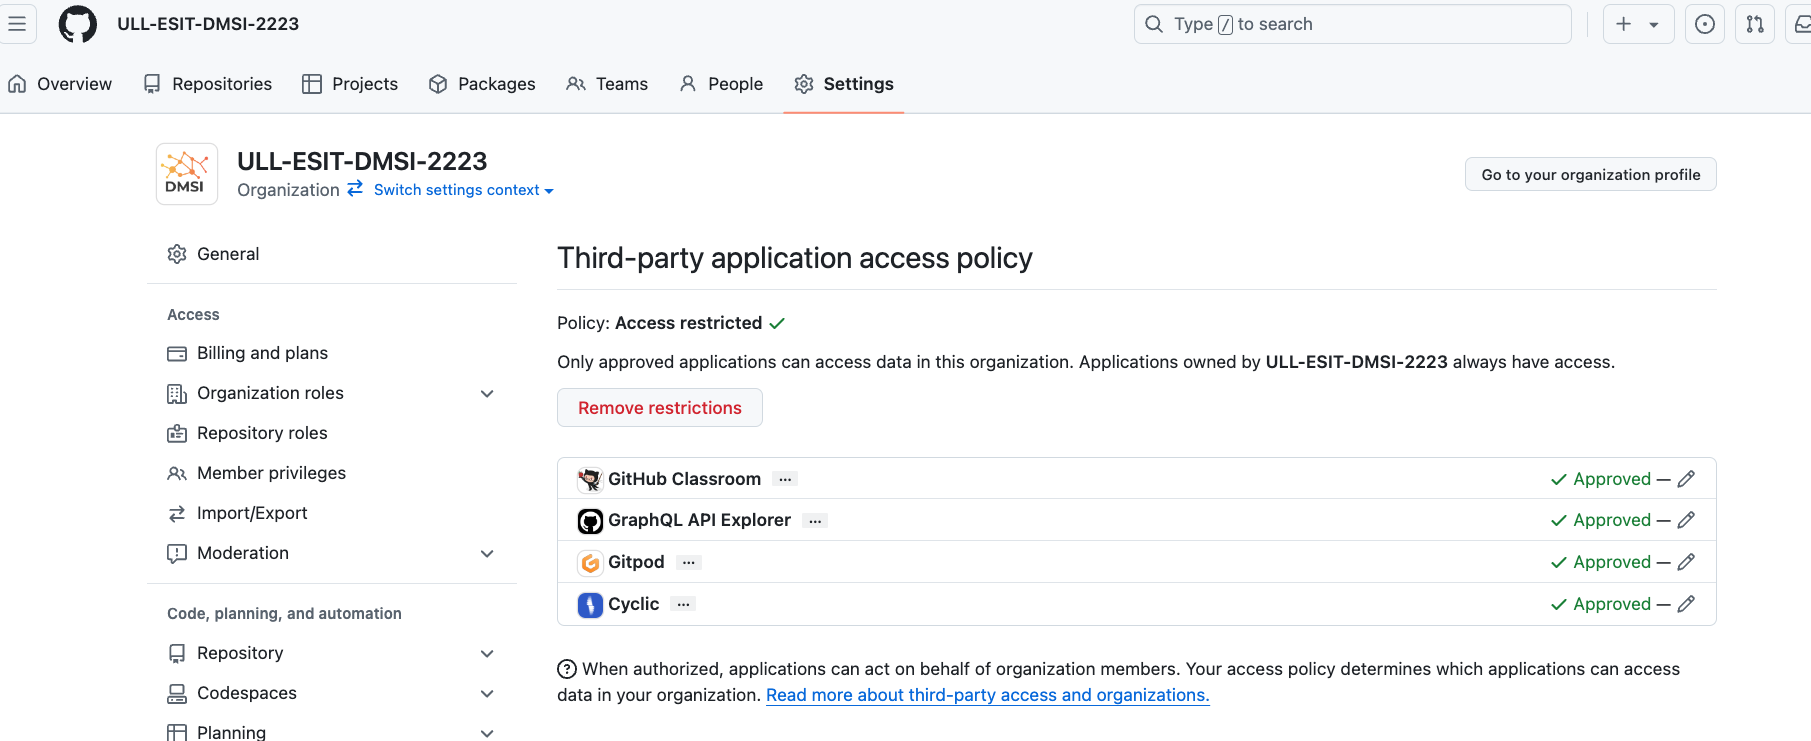 ULL-ESIT-DMSI-2223
Type / to search
Overview
Repositories
Projects
Packages
Teams
People
Settings
DMSI
ULL-ESIT-DMSI-2223
Organization
Switch settings context
Go to your organization profile
General
Access
Billing and plans
Organization roles
Repository roles
Member privileges
Import/Export
Moderation
Code, planning, and automation
Repository
Codespaces
Planning
Third-party application access policy
Policy: Access restricted
Only approved applications can access data in this organization. Applications owned by ULL-ESIT-DMSI-2223 always have access.
Remove restrictions
GitHub Classroom ... Approved —
GraphQL API Explorer ... Approved —
Gitpod ... Approved —
Cyclic ... Approved —
When authorized, applications can act on behalf of organization members. Your access policy determines which applications can access
data in your organization. Read more about third-party access and organizations.